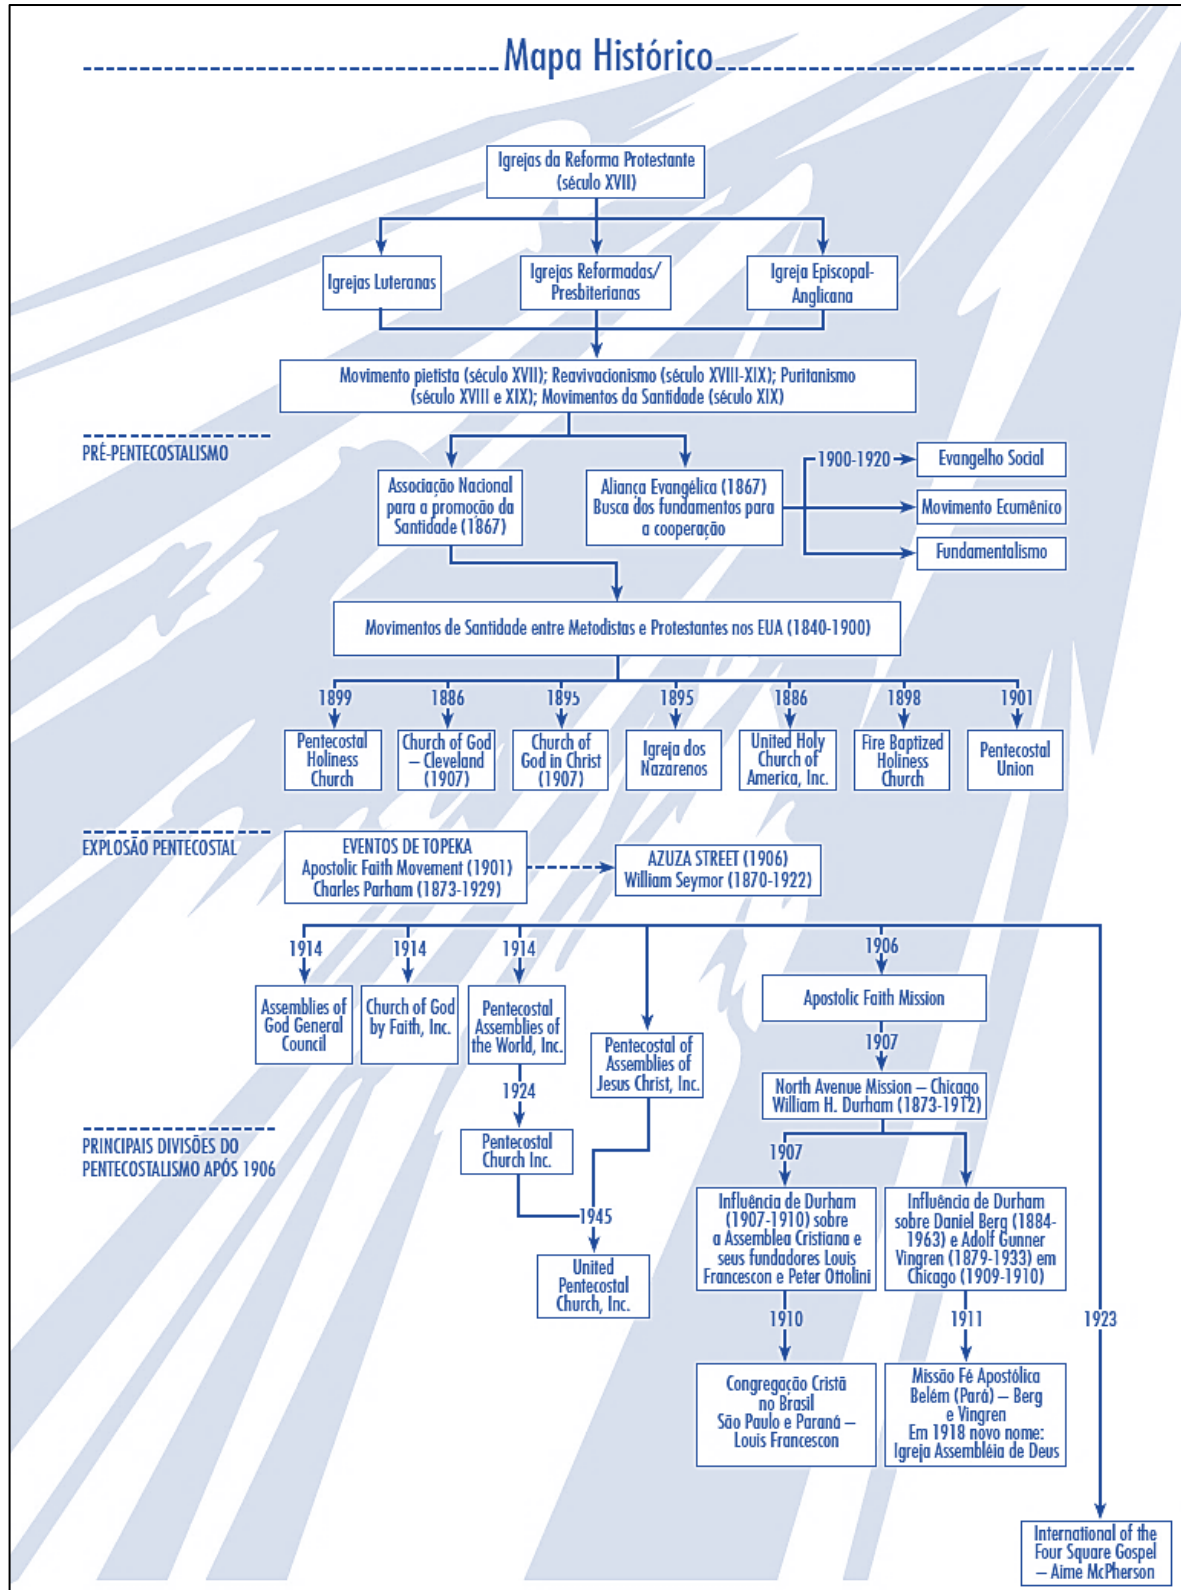 Mapa Histórico
Igrejas da Reforma Protestante
(século XVII)
Igrejas Luteranas
Igrejas Reformadas/
Presbiterianas
Igreja Episcopal-
Anglicana
Movimento pietista (século XVII); Reavivacionismo (século XVIII-XIX); Puritanismo
(século XVIII e XIX); Movimentos da Santidade (século XIX)
PRÉ-PENTECOSTALISMO
Associação Nacional
para a promoção da
Santidade (1867)
Aliança Evangélica (1867)
Busca dos fundamentos para
a cooperação
1900-1920
Evangelho Social
Movimento Ecumênico
Fundamentalismo
Movimentos de Santidade entre Metodistas e Protestantes nos EUA (1840-1900)
1899
1886
1895
1895
1886
1898
1901
Pentecostal
Holiness
Church
Church of God
– Cleveland
(1907)
Church of
God in Christ
(1907)
Igreja dos
Nazarenos
United Holy
Church of
America, Inc.
Fire Baptized
Holiness
Church
Pentecostal
Union
EXPLOSÃO PENTECOSTAL
EVENTOS DE TOPEKA
Apostolic Faith Movement (1901)
Charles Parham (1873-1929)
AZUZA STREET (1906)
William Seymor (1870-1922)
1914
1914
1914
1906
Assemblies of
God General
Council
Church of God
by Faith, Inc.
Pentecostal
Assemblies of
the World, Inc.
Pentecostal of
Assemblies of
Jesus Christ, Inc.
Apostolic Faith Mission
1907
1924
North Avenue Mission – Chicago
William H. Durham (1873-1912)
PRINCIPAIS DIVISÕES DO
PENTECOSTALISMO APÓS 1906
Pentecostal
Church Inc.
1907
1945
Influência de Durham
(1907-1910) sobre
a Assemblea Cristiana e
seus fundadores Louis
Francescon e Peter Ottolini
Influência de Durham
sobre Daniel Berg (1884-
1963) e Adolf Gunner
Vingren (1879-1933) em
Chicago (1909-1910)
United
Pentecostal
Church, Inc.
1910
1911
1923
Congregação Cristã
no Brasil
São Paulo e Paraná –
Louis Francescon
Missão Fé Apostólica
Belém (Pará) – Berg
e Vingren
Em 1918 novo nome:
Igreja Assembléia de Deus
International of the
Four Square Gospel
– Aime McPherson